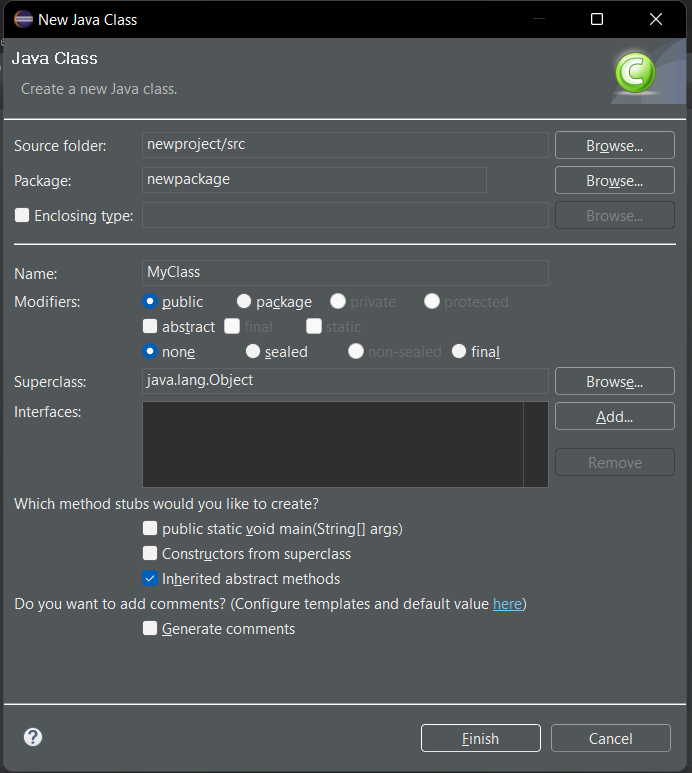 New Java Class
Java Class
Create a new Java class.
Source folder: newproject/src Browse...
Package: newpackage Browse...
Enclosing type: Browse...
Name: MyClass
Modifiers: public package private protected
abstract final static
none sealed non-sealed final
Superclass: java.lang.Object Browse...
Interfaces: Add...
Remove
Which method stubs would you like to create?
public static void main(String[] args)
Constructors from superclass
Inherited abstract methods
Do you want to add comments? (Configure templates and default value here)
Generate comments
? Finish Cancel